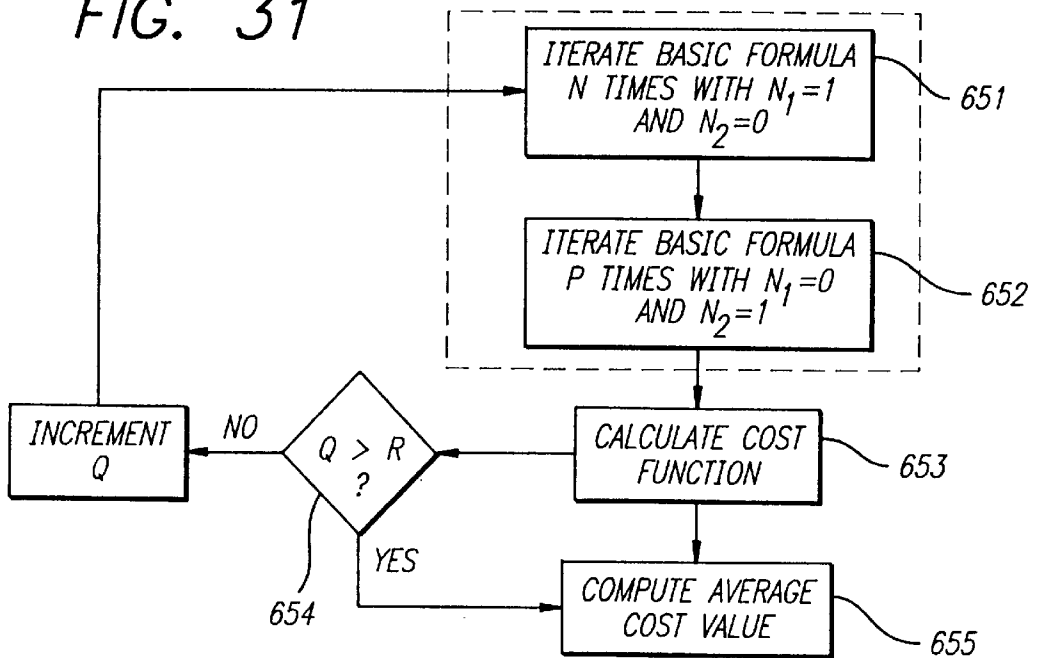 FIG. 31
ITERATE BASIC FORMULA
N TIMES WITH N1=1
AND N2=0
651
ITERATE BASIC FORMULA
P TIMES WITH N1=0
AND N2=1
652
INCREMENT
Q
NO
Q > R
?
CALCULATE COST
FUNCTION
653
YES
654
COMPUTE AVERAGE
COST VALUE
655